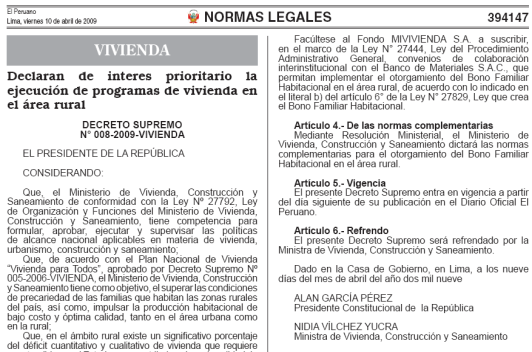 El Peruano
Lima, viernes 10 de abril de 2009
NORMAS LEGALES
394147
VIVIENDA
Declaran de interes prioritario la
ejecución de programas de vivienda en
el área rural
DECRETO SUPREMO
N° 008-2009-VIVIENDA
EL PRESIDENTE DE LA REPÚBLICA
CONSIDERANDO:
Que, el Ministerio de Vivienda, Construcción y
Saneamiento de conformidad con la Ley Nº 27792, Ley
de Organización y Funciones del Ministerio de Vivienda,
Construcción y Saneamiento, tiene competencia para
formular, aprobar, ejecutar y supervisar las políticas
de alcance nacional aplicables en materia de vivienda,
urbanismo, construcción y saneamiento;
Que, de acuerdo con el Plan Nacional de Vivienda
"Vivienda para Todos", aprobado por Decreto Supremo Nº
005-2006-VIVIENDA, el Ministerio de Vivienda, Construcción
y Saneamiento tiene como objetivo, el superar las condiciones
de precariedad de las familias que habitan las zonas rurales
del país, así como, impulsar la producción habitacional de
bajo costo y óptima calidad, tanto en el área urbana como
en la rural;
Que, en el ámbito rural existe un significativo porcentaje
del déficit cuantitativo y cualitativo de vivienda que requiere
Facúltese al Fondo MIVIVIENDA S.A. a suscribir,
en el marco de la Ley N° 27444, Ley del Procedimiento
Administrativo General, convenios de colaboración
interinstitucional con el Banco de Materiales S.A.C., que
permitan implementar el otorgamiento del Bono Familiar
Habitacional en el área rural, de acuerdo con lo indicado en
el literal b) del artículo 6° de la Ley N° 27829, Ley que crea
el Bono Familiar Habitacional.
Artículo 4.- De las normas complementarias
Mediante Resolución Ministerial, el Ministerio de
Vivienda, Construcción y Saneamiento dictará las normas
complementarias para el otorgamiento del Bono Familiar
Habitacional en el área rural.
Artículo 5.- Vigencia
El presente Decreto Supremo entra en vigencia a partir
del día siguiente de su publicación en el Diario Oficial El
Peruano.
Artículo 6.- Refrendo
El presente Decreto Supremo será refrendado por la
Ministra de Vivienda, Construcción y Saneamiento.
Dado en la Casa de Gobierno, en Lima, a los nueve
días del mes de abril del año dos mil nueve
ALAN GARCÍA PÉREZ
Presidente Constitucional de la República
NIDIA VÍLCHEZ YUCRA
Ministra de Vivienda, Construcción y Saneamiento